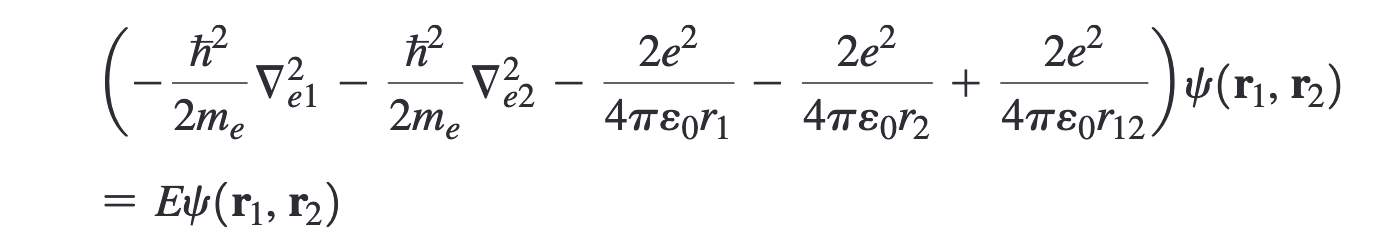 (−ħ²/2mₑ ∇²ₑ₁ − ħ²/2mₑ ∇²ₑ₂ − 2e²/4πε₀r₁ − 2e²/4πε₀r₂ + 2e²/4πε₀r₁₂)ψ(r₁, r₂)
= Eψ(r₁, r₂)